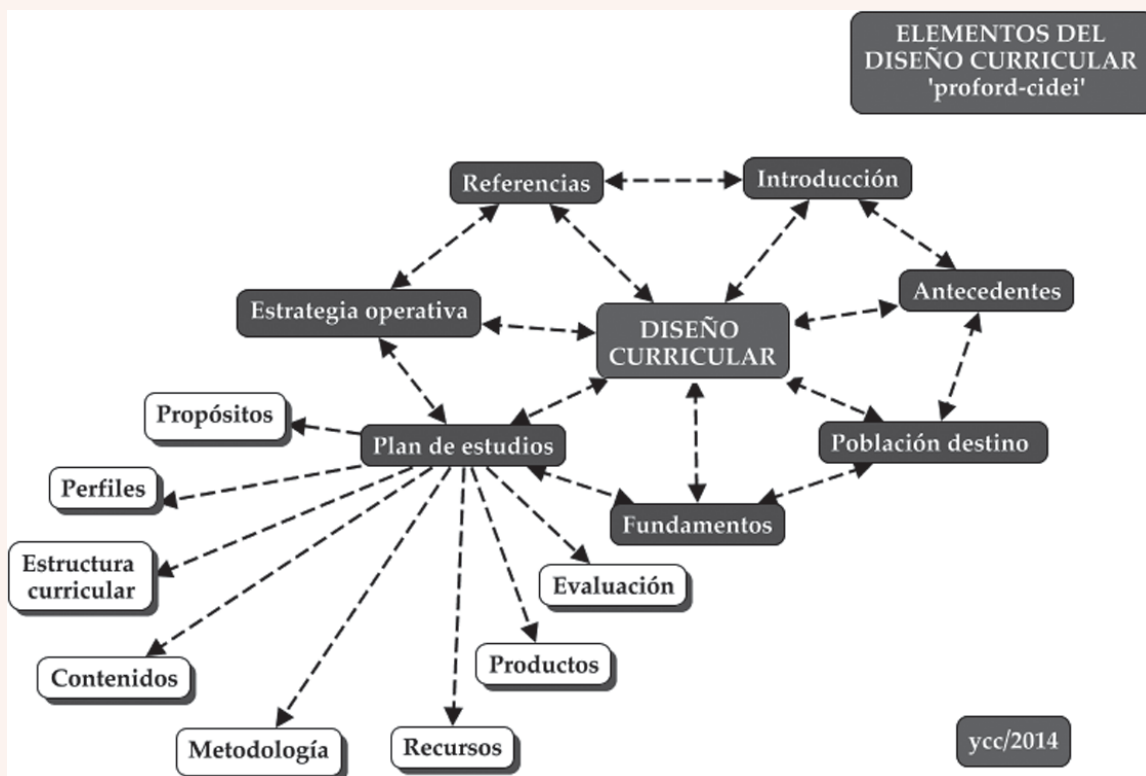 ELEMENTOS DEL
DISEÑO CURRICULAR
'proford-cidei'
Referencias
Introducción
Estrategia operativa
Antecedentes
DISEÑO
CURRICULAR
Propósitos
Plan de estudios
Población destino
Perfiles
Fundamentos
Estructura
curricular
Evaluación
Contenidos
Productos
Metodología
Recursos
ycc/2014